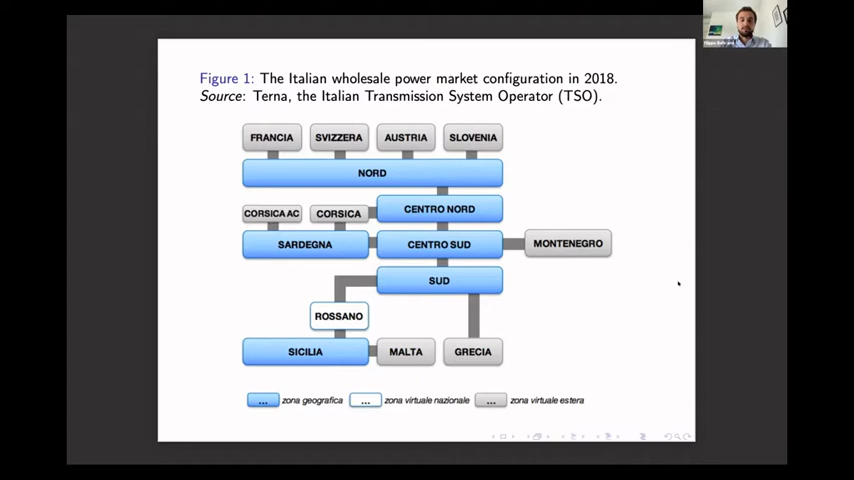 Figure 1: The Italian wholesale power market configuration in 2018.
Source: Terna, the Italian Transmission System Operator (TSO).
FRANCIA SVIZZERA AUSTRIA SLOVENIA
NORD
CORSICA AC CORSICA CENTRO NORD
SARDEGNA CENTRO SUD MONTENEGRO
SUD
ROSSANO
SICILIA MALTA GRECIA
... zona geografica ... zona virtuale nazionale ... zona virtuale estera